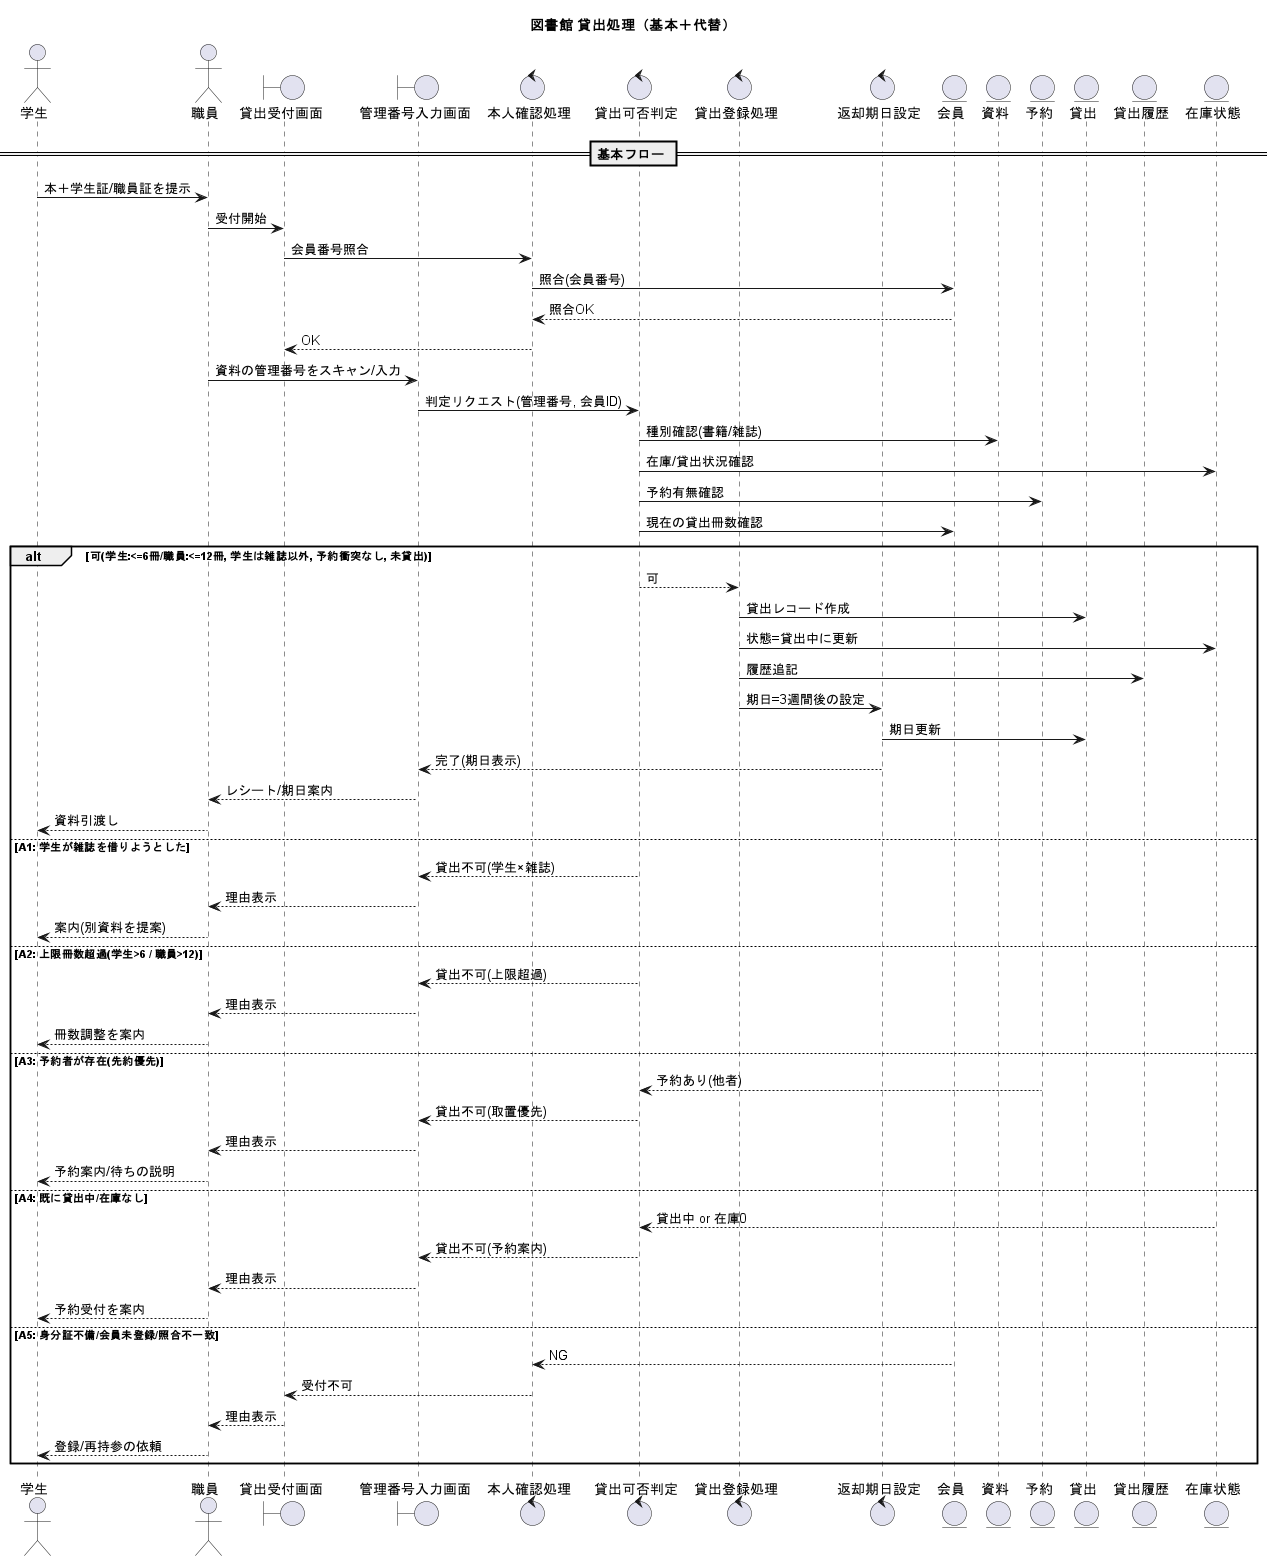 図書館 貸出処理（基本＋代替）
学生
職員
貸出受付画面
管理番号入力画面
本人確認処理
貸出可否判定
貸出登録処理
返却期日設定
会員
資料
予約
貸出
貸出履歴
在庫状態
基本フロー
本＋学生証/職員証を提示
受付開始
会員番号照合
照合(会員番号)
照合OK
OK
資料の管理番号をスキャン/入力
判定リクエスト(管理番号, 会員ID)
種別確認(書籍/雑誌)
在庫/貸出状況確認
予約有無確認
現在の貸出冊数確認
alt [可(学生:<=6冊/職員:<=12冊, 学生は雑誌以外, 予約衝突なし, 未貸出)]
可
貸出レコード作成
状態=貸出中に更新
履歴追記
期日=3週間後の設定
期日更新
完了(期日表示)
レシート/期日案内
資料引渡し
[A1: 学生が雑誌を借りようとした]
貸出不可(学生×雑誌)
理由表示
案内(別資料を提案)
[A2: 上限冊数超過(学生>6 / 職員>12)]
貸出不可(上限超過)
理由表示
冊数調整を案内
[A3: 予約者が存在(先約優先)]
予約あり(他者)
貸出不可(取置優先)
理由表示
予約案内/待ちの説明
[A4: 既に貸出中/在庫なし]
貸出中 or 在庫0
貸出不可(予約案内)
理由表示
予約受付を案内
[A5: 身分証不備/会員未登録/照合不一致]
NG
受付不可
理由表示
登録/再持参の依頼
学生
職員
貸出受付画面
管理番号入力画面
本人確認処理
貸出可否判定
貸出登録処理
返却期日設定
会員
資料
予約
貸出
貸出履歴
在庫状態